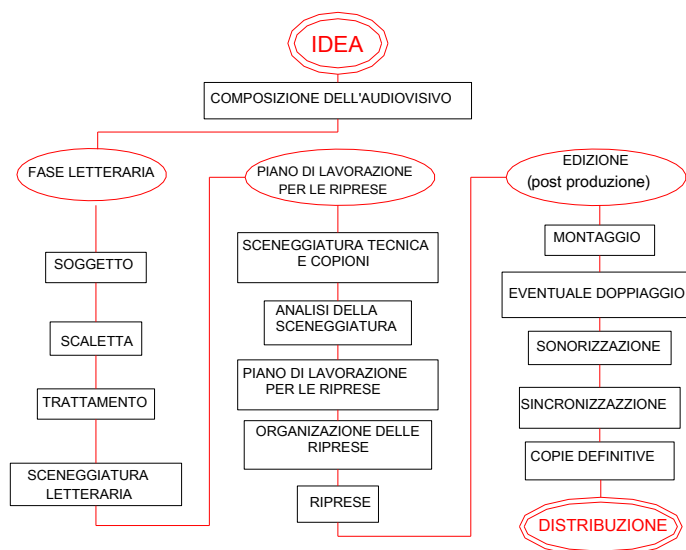 IDEA
COMPOSIZIONE DELL'AUDIOVISIVO
FASE LETTERARIA
SOGGETTO
SCALETTA
TRATTAMENTO
SCENEGGIATURA
LETTERARIA
PIANO DI LAVORAZIONE
PER LE RIPRESE
SCENEGGIATURA TECNICA
E COPIONI
ANALISI DELLA
SCENEGGIATURA
PIANO DI LAVORAZIONE
PER LE RIPRESE
ORGANIZAZIONE DELLE
RIPRESE
RIPRESE
EDIZIONE
(post produzione)
MONTAGGIO
EVENTUALE DOPPIAGGIO
SONORIZZAZIONE
SINCRONIZZAZZIONE
COPIE DEFINITIVE
DISTRIBUZIONE